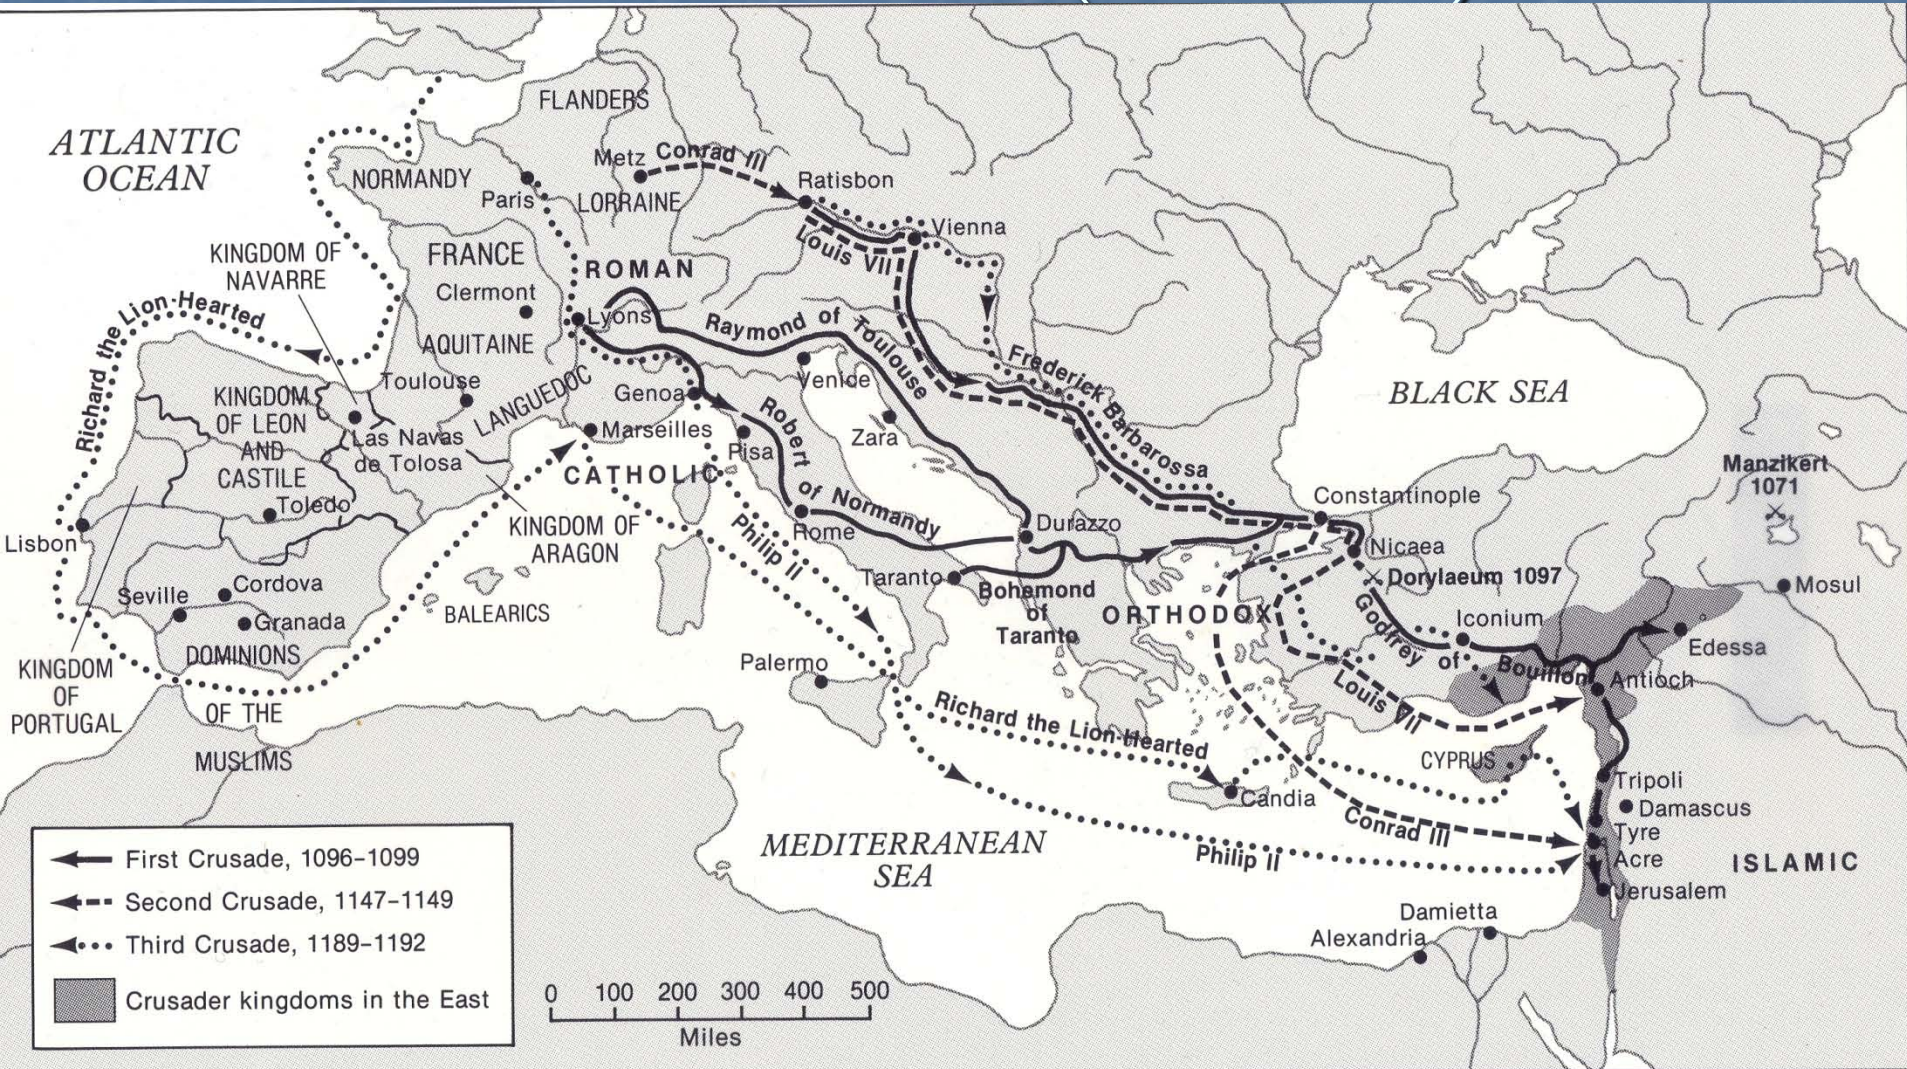 FLANDERS
ATLANTIC
OCEAN
Metz
Conrad III
Ratisbon
NORMANDY
Paris
LORRAINE
Vienna
Louis VII
KINGDOM OF
NAVARRE
FRANCE
ROMAN
Clermont
Lyons
Richard the Lion-Hearted
AQUITAINE
Raymond of Toulouse
Frederick Barbarossa
BLACK SEA
Toulouse
LANGUEDOC
Genoa
Venide
KINGDOM
OF LEON
AND
CASTILE
Las Navas
de Tolosa
Marseilles
Pisa
Zara
Robert of Normandy
CATHOLIC
Manzikert
1071
Toledo
Constantinople
Lisbon
KINGDOM OF
ARAGON
Philip II
Rome
Durazzo
Nicaea
Dorylaeum 1097
Mosul
Seville
Cordova
BALEARICS
Taranto
Bohemond
of
Taranto
ORTHODOX
Godfrey of Bouillon
Iconium
Granada
Edessa
DOMINIONS
Palermo
Antioch
Louis VII
KINGDOM
OF
PORTUGAL
OF THE
Richard the Lion-Hearted
MUSLIMS
CYPRUS
Tripoli
Candia
Damascus
Conrad III
Tyre
MEDITERRANEAN
SEA
Philip II
Acre
ISLAMIC
Jerusalem
Damietta
Alexandria
First Crusade, 1096–1099
Second Crusade, 1147–1149
Third Crusade, 1189–1192
Crusader kingdoms in the East
0 100 200 300 400 500
Miles